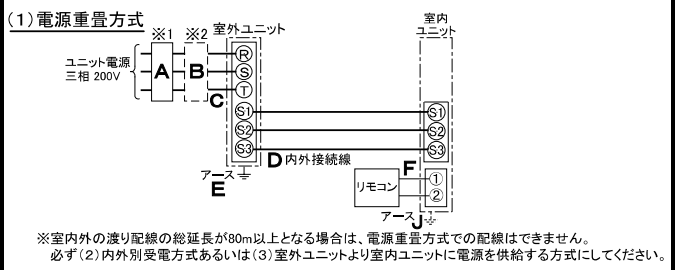 (1)電源重畳方式
※1 ※2 室外ユニット 室内ユニット
ユニット電源
三相 200V
A B
C
R
S
T
S1 S1
S2 S2
S3 S3
D 内外接続線
アース
E
F
リモコン
①
②
アース J
※室内外の渡り配線の総延長が80m以上となる場合は、電源重畳方式での配線はできません。
必ず(2)内外別受電方式あるいは(3)室外ユニットより室内ユニットに電源を供給する方式にしてください。